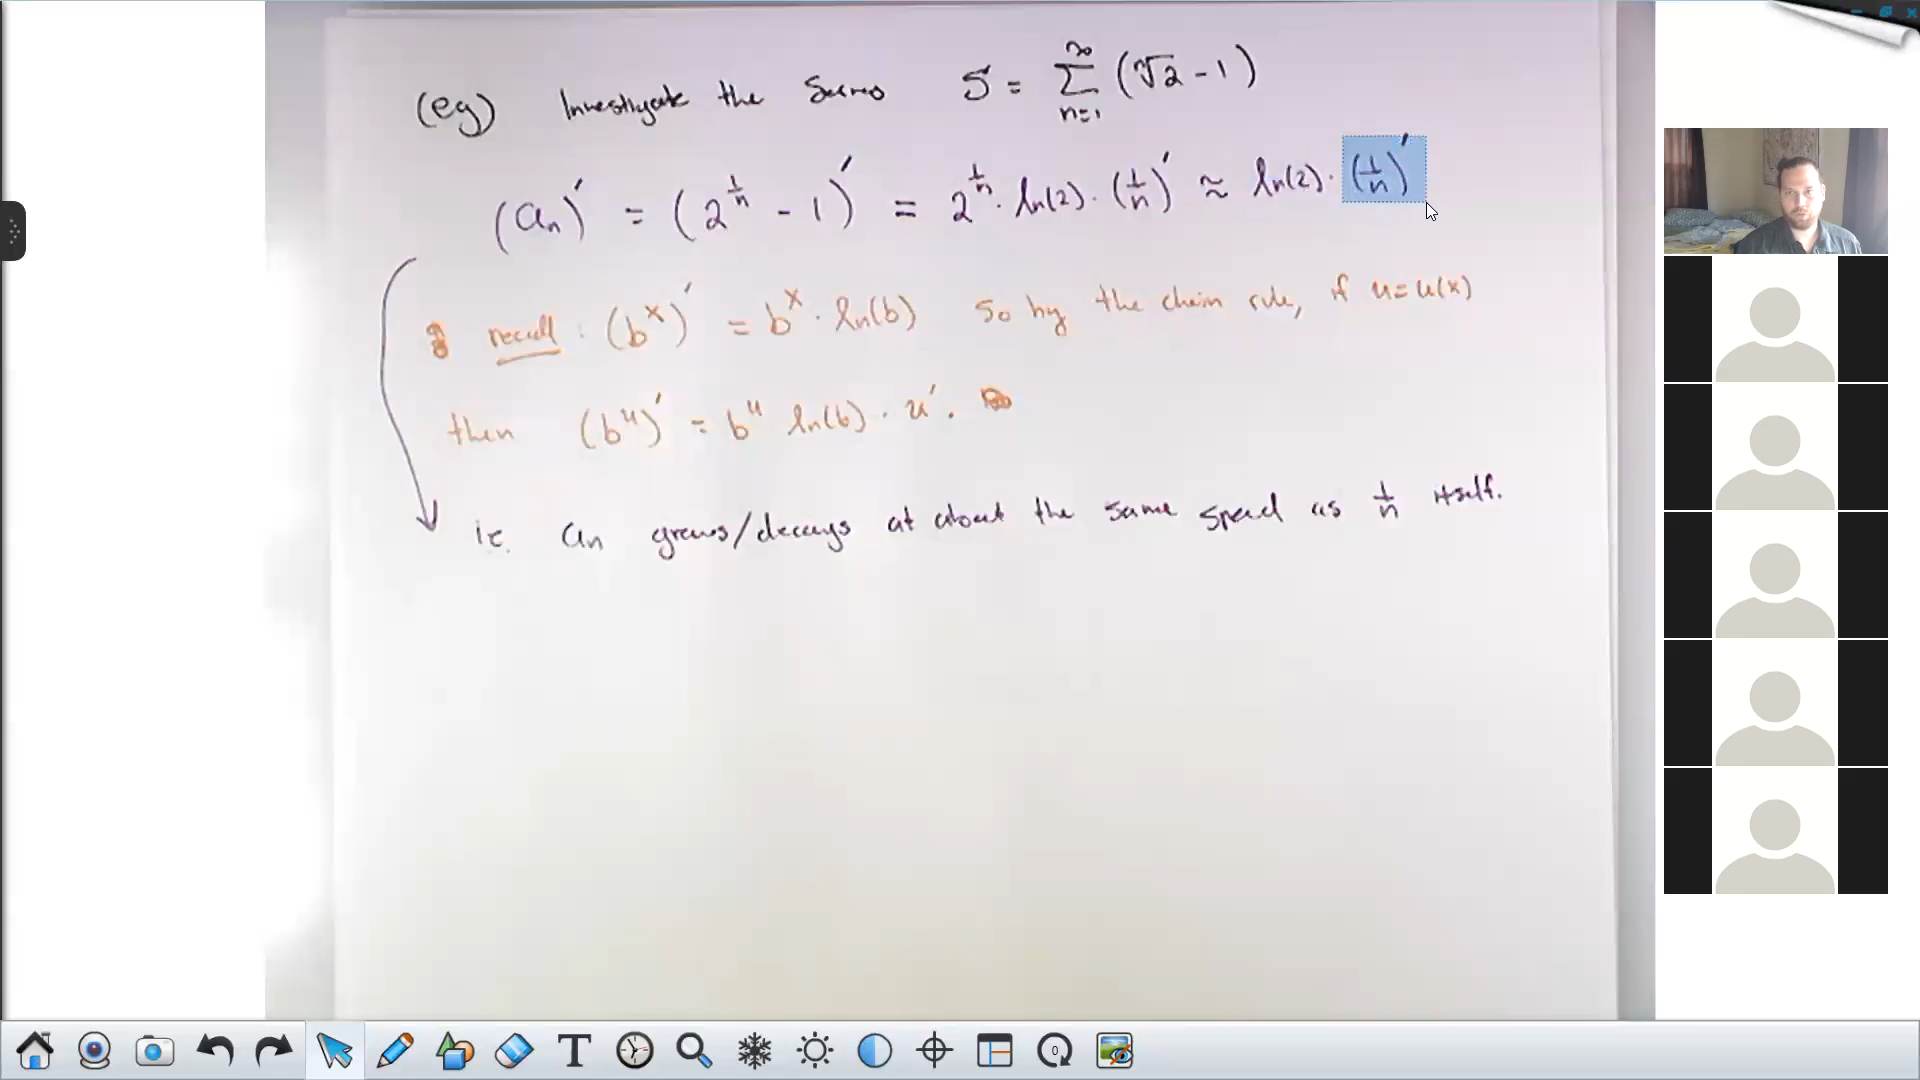 (eg) Investigate the Series S = ∑_{n=1}^{∞} (ⁿ√2 - 1)
(aₙ)' = (2^{1/n} - 1)' = 2^{1/n} · ln(2) · (1/n)' ≈ ln(2) · (1/n)'
recall : (b^x)' = b^x · ln(b) So by the chain rule, if u = u(x)
then (b^u)' = b^u ln(b) · u' .
ie. aₙ grows/decays at about the same speed as 1/n itself.
T
0